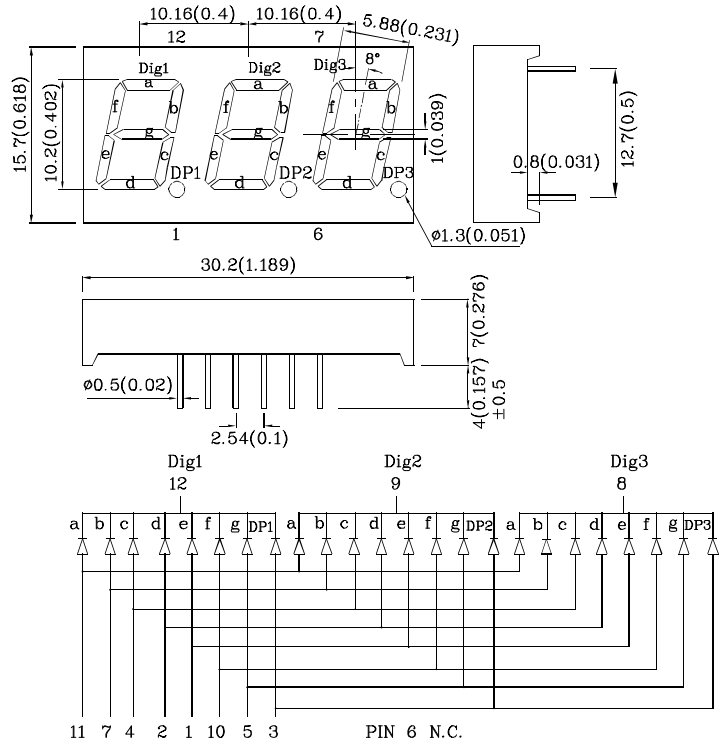 10.16(0.4) 10.16(0.4) 5.88(0.231)
12 7 8°
Dig1 Dig2 Dig3
a a a
f b f b f b
g g g
e c e c e c
d d d
DP1 DP2 DP3
15.7(0.618)
10.2(0.402)
1(0.039)
0.8(0.031)
12.7(0.5)
1 6
ø1.3(0.051)
30.2(1.189)
7(0.276)
ø0.5(0.02)
4(0.157)
±0.5
2.54(0.1)
Dig1 Dig2 Dig3
12 9 8
a b c d e f g DP1 a b c d e f g DP2 a b c d e f g DP3
11 7 4 2 1 10 5 3 PIN 6 N.C.